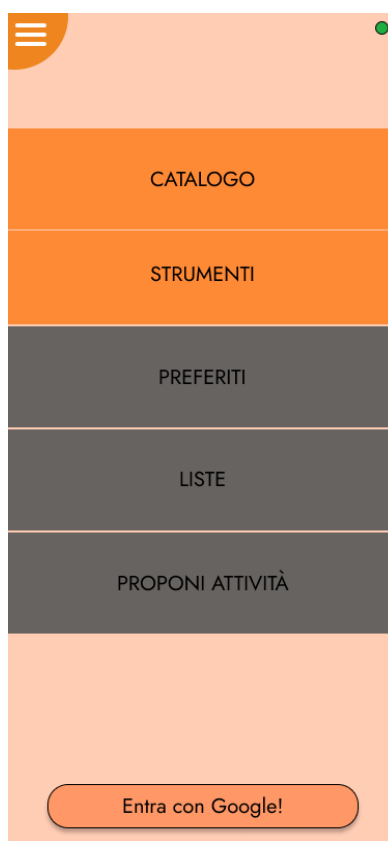 CATALOGO
STRUMENTI
PREFERITI
LISTE
PROPONI ATTIVITÀ
Entra con Google!